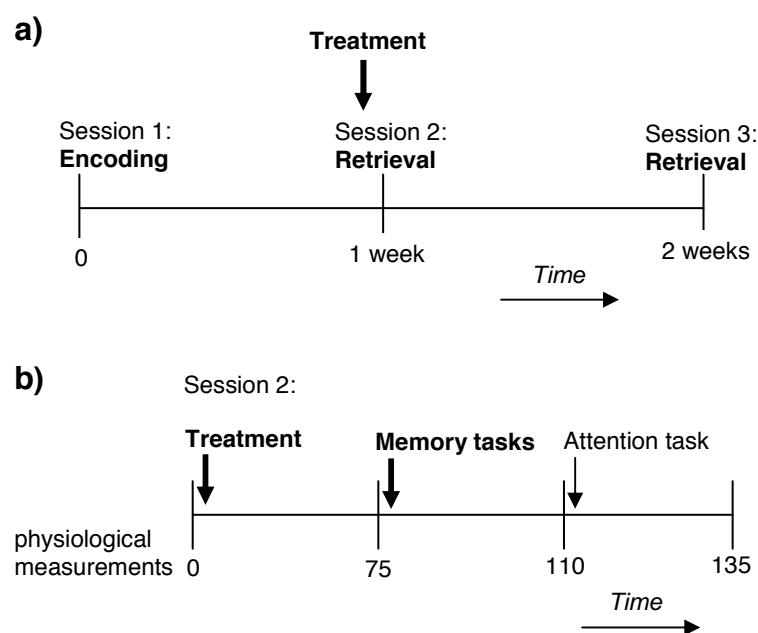 a)
Treatment
Session 1:
Encoding
Session 2:
Retrieval
Session 3:
Retrieval
0
1 week
2 weeks
Time
b)
Session 2:
Treatment
Memory tasks
Attention task
physiological
measurements
0
75
110
135
Time